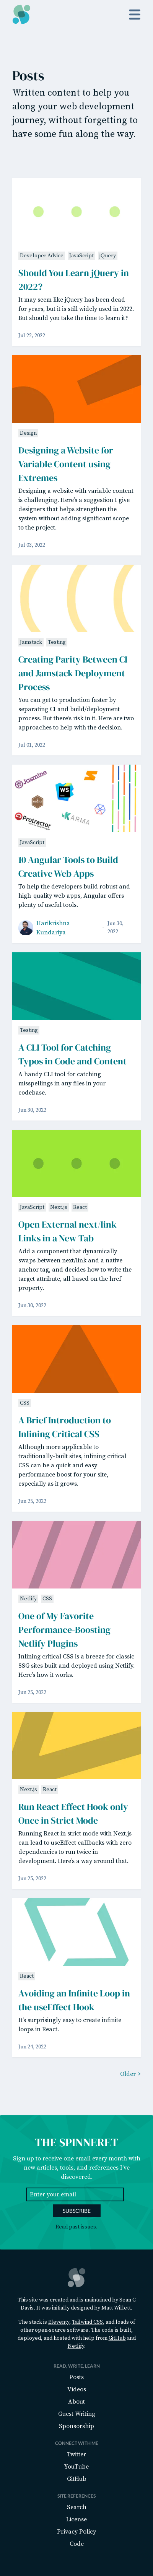 Posts
Written content to help you
along your web development
journey, without forgetting to
have some fun along the way.
Developer Advice JavaScript jQuery
Should You Learn jQuery in
2022?
It may seem like jQuery has been dead
for years, but it is still widely used in 2022.
But should you take the time to learn it?
Jul 22, 2022
Design
Designing a Website for
Variable Content using
Extremes
Designing a website with variable content
is challenging. Here's a suggestion I give
designers that helps strengthen the
system without adding significant scope
to the project.
Jul 03, 2022
Jamstack Testing
Creating Parity Between CI
and Jamstack Deployment
Process
You can get to production faster by
separating CI and build/deployment
process. But there's risk in it. Here are two
approaches to help with the decision.
Jul 01, 2022
Jasmine
WS
Protractor
KARMA
JavaScript
10 Angular Tools to Build
Creative Web Apps
To help the developers build robust and
high-quality web apps, Angular offers
plenty of useful tools.
Harikrishna
Kundariya
Jun 30,
2022
Testing
A CLI Tool for Catching
Typos in Code and Content
A handy CLI tool for catching
misspellings in any files in your
codebase.
Jun 30, 2022
JavaScript Next.js React
Open External next/link
Links in a New Tab
Add a component that dynamically
swaps between next/link and a native
anchor tag, and decides how to write the
target attribute, all based on the href
property.
Jun 30, 2022
CSS
A Brief Introduction to
Inlining Critical CSS
Although more applicable to
traditionally-built sites, inlining critical
CSS can be a quick and easy
performance boost for your site,
especially as it grows.
Jun 25, 2022
Netlify CSS
One of My Favorite
Performance-Boosting
Netlify Plugins
Inlining critical CSS is a breeze for classic
SSG sites built and deployed using Netlify.
Here's how it works.
Jun 25, 2022
Next.js React
Run React Effect Hook only
Once in Strict Mode
Running React in strict mode with Next.js
can lead to useEffect callbacks with zero
dependencies to run twice in
development. Here's a way around that.
Jun 25, 2022
React
Avoiding an Infinite Loop in
the useEffect Hook
It's surprisingly easy to create infinite
loops in React.
Jun 24, 2022
Older >
THE SPINNERET
Sign up to receive one email every month with
new articles, tools, and references I've
discovered.
Enter your email
SUBSCRIBE
Read past issues.
This site was created and is maintained by Sean C
Davis. It was initially designed by Matt Willett.
The stack is Eleventy, Tailwind CSS, and loads of
other open-source software. The code is built,
deployed, and hosted with help from GitHub and
Netlify.
READ, WRITE, LEARN
Posts
Videos
About
Guest Writing
Sponsorship
CONNECT WITH ME
Twitter
YouTube
GitHub
SITE REFERENCES
Search
License
Privacy Policy
Code